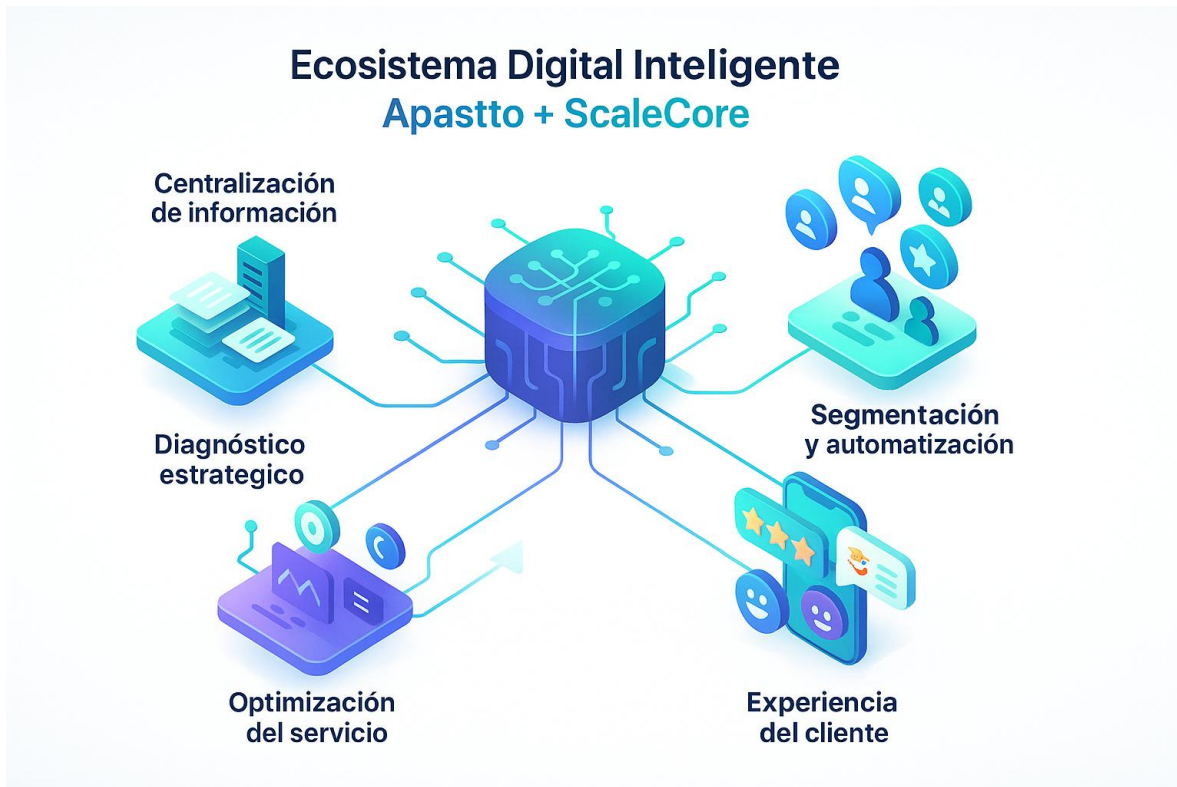 Ecosistema Digital Inteligente
Apastto + ScaleCore
Centralización
de información
Segmentación
y automatización
Diagnóstico
estrategico
Optimización
del servicio
Experiencia
del cliente